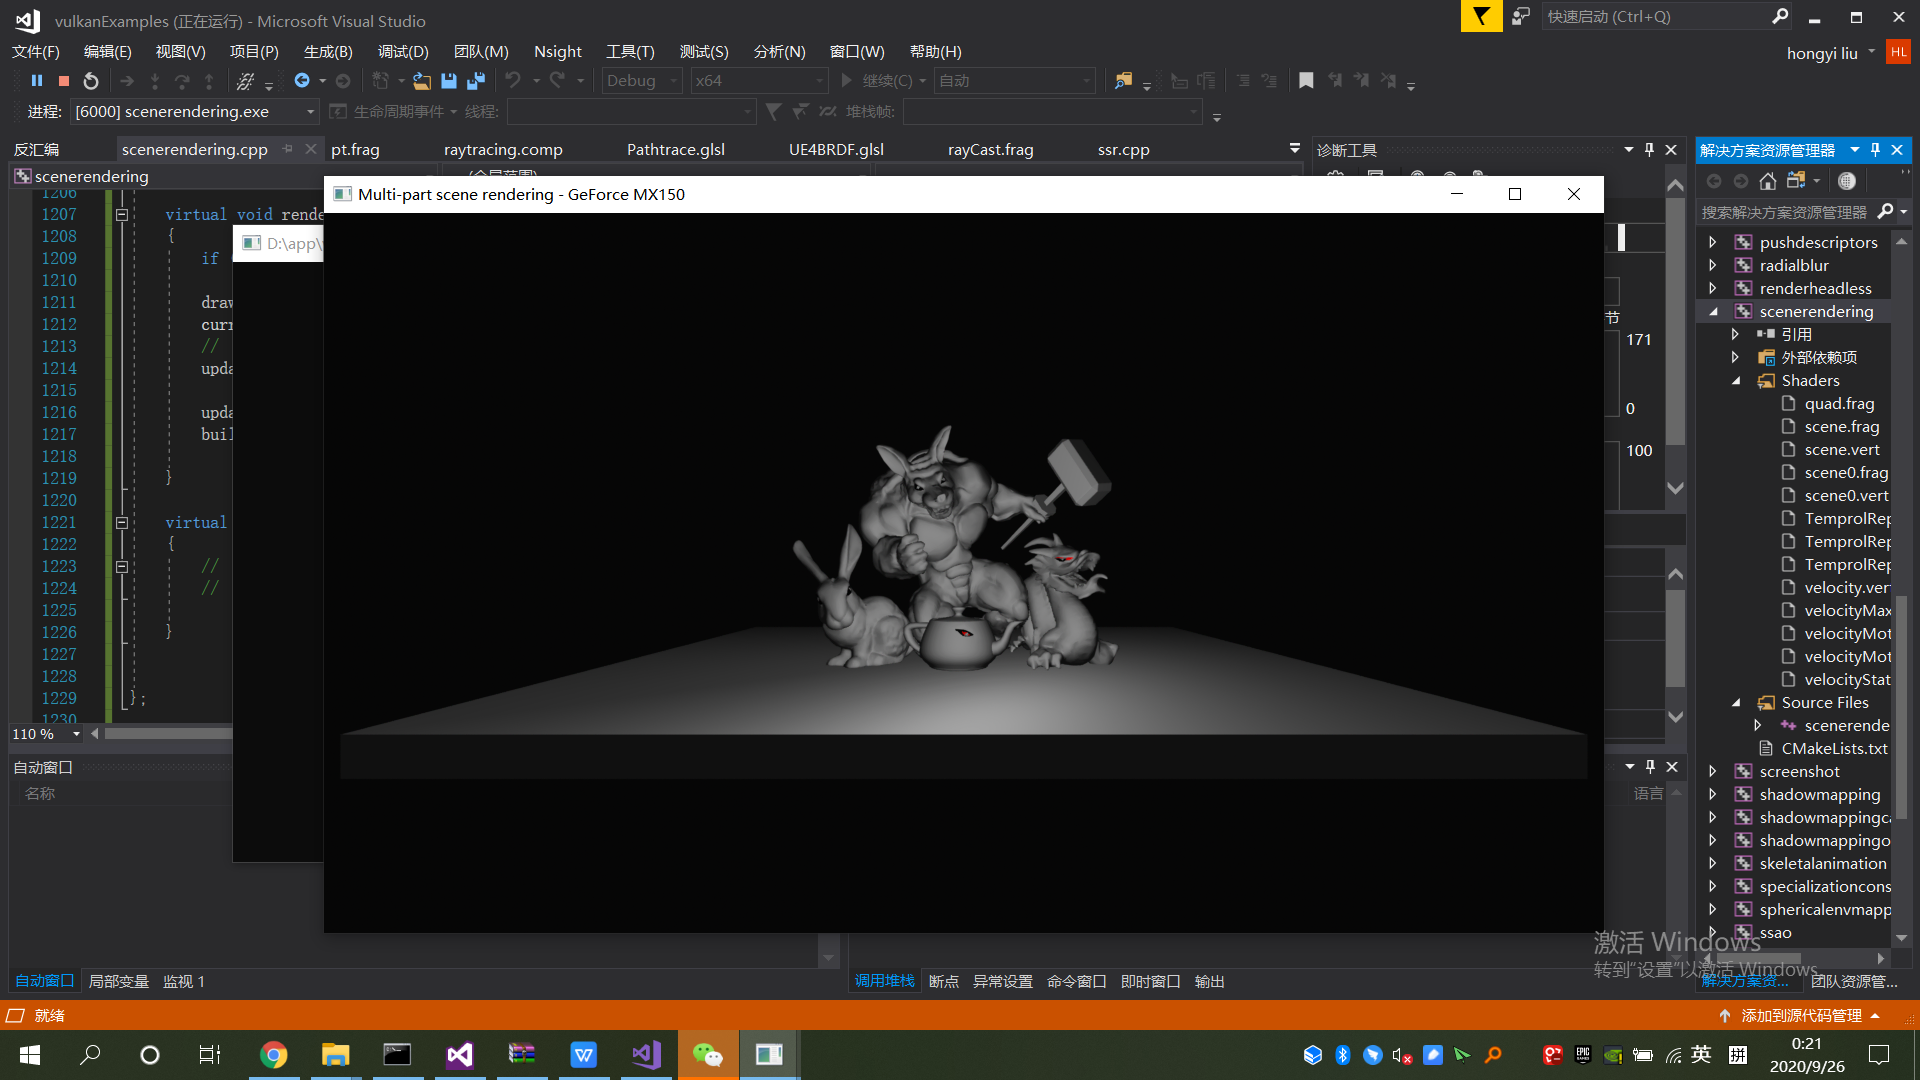 vulkanExamples (正在运行) - Microsoft Visual Studio
快速启动 (Ctrl+Q)
文件(F) 编辑(E) 视图(V) 项目(P) 生成(B) 调试(D) 团队(M) Nsight 工具(T) 测试(S) 分析(N) 窗口(W) 帮助(H)
hongyi liu HL
Debug x64 继续(C) 自动
进程: [6000] scenerendering.exe 生命周期事件 线程: 堆栈帧:
反汇编 scenerendering.cpp pt.frag raytracing.comp Pathtrace.glsl UE4BRDF.glsl rayCast.frag ssr.cpp
诊断工具
解决方案资源管理器
scenerendering
Multi-part scene rendering - GeForce MX150
搜索解决方案资源管理器
1206
1207 virtual void rende
1208 {
1209 if
1210
1211 draw
1212 curr
1213 //
1214 upda
1215
1216 upda
1217 buil
1218
1219 }
1220
1221 virtual
1222 {
1223 //
1224 //
1225
1226 }
1227
1228
1229 };
1230
D:\app\
节
171
0
100
pushdescriptors
radialblur
renderheadless
scenerendering
引用
外部依赖项
Shaders
quad.frag
scene.frag
scene.vert
scene0.frag
scene0.vert
TemprolRep
TemprolRep
TemprolRep
velocity.ver
velocityMax
velocityMot
velocityMot
velocityStat
Source Files
scenerende
CMakeLists.txt
screenshot
shadowmapping
shadowmappingca
shadowmappingo
skeletalanimation
specializationcons
sphericalenvmapp
ssao
110 %
自动窗口
名称
语言
激活 Windows
转到"设置"以激活 Windows
自动窗口 局部变量 监视 1
调用堆栈 断点 异常设置 命令窗口 即时窗口 输出
解决方案资... 团队资源管...
就绪
添加到源代码管理
英 拼
0:21
2020/9/26